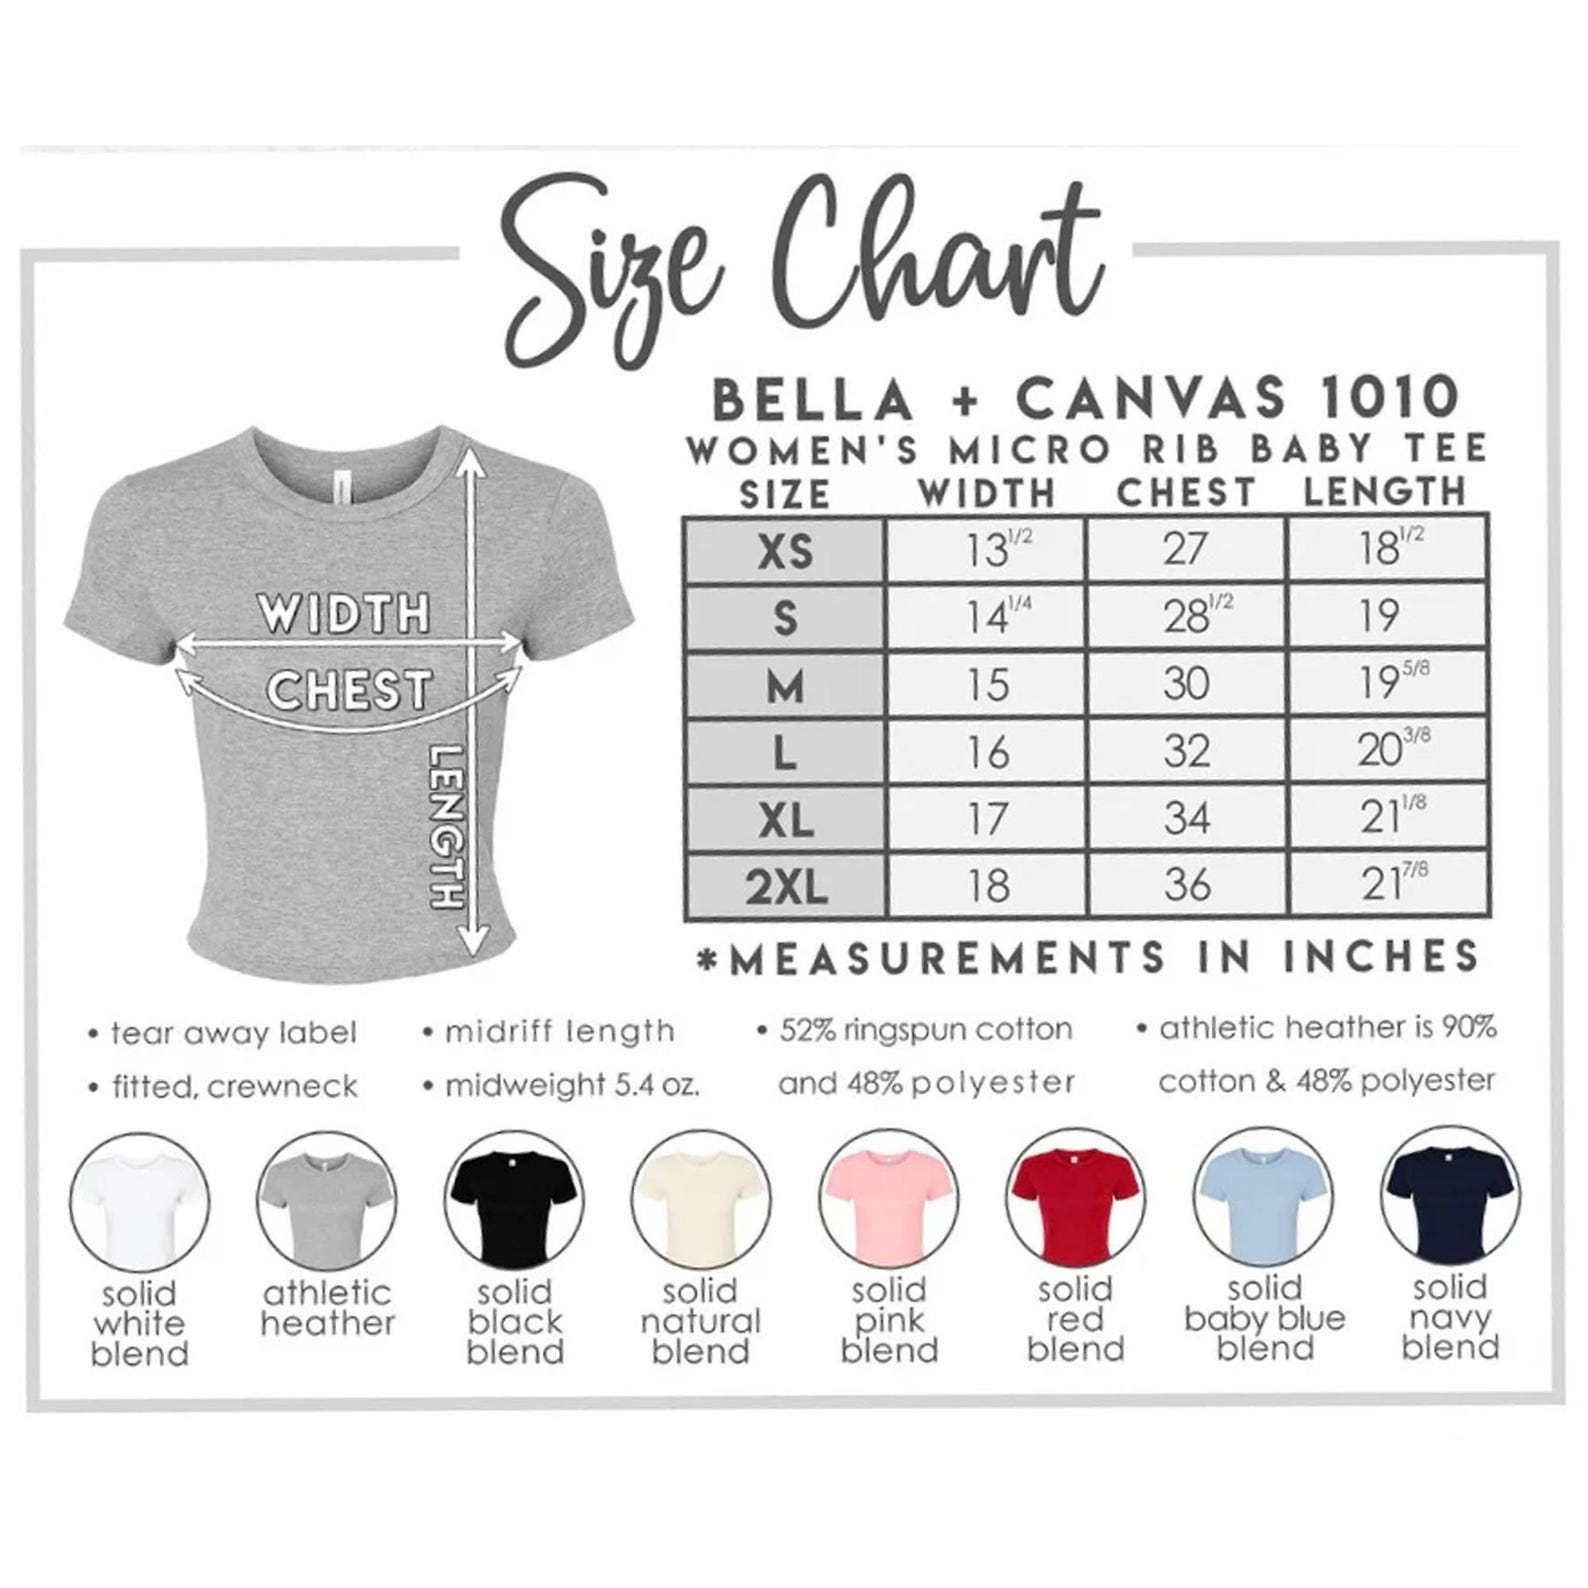 Size Chart
BELLA + CANVAS 1010
WOMEN'S MICRO RIB BABY TEE
SIZE WIDTH CHEST LENGTH
XS 13 1/2 27 18 1/2
S 14 1/4 28 1/2 19
M 15 30 19 5/8
L 16 32 20 3/8
XL 17 34 21 1/8
2XL 18 36 21 7/8
*MEASUREMENTS IN INCHES
WIDTH
CHEST
LENGTH
• tear away label
• fitted, crewneck
• midriff length
• midweight 5.4 oz.
• 52% ringspun cotton
and 48% polyester
• athletic heather is 90%
cotton & 48% polyester
solid
white
blend
athletic
heather
solid
black
blend
solid
natural
blend
solid
pink
blend
solid
red
blend
solid
baby blue
blend
solid
navy
blend